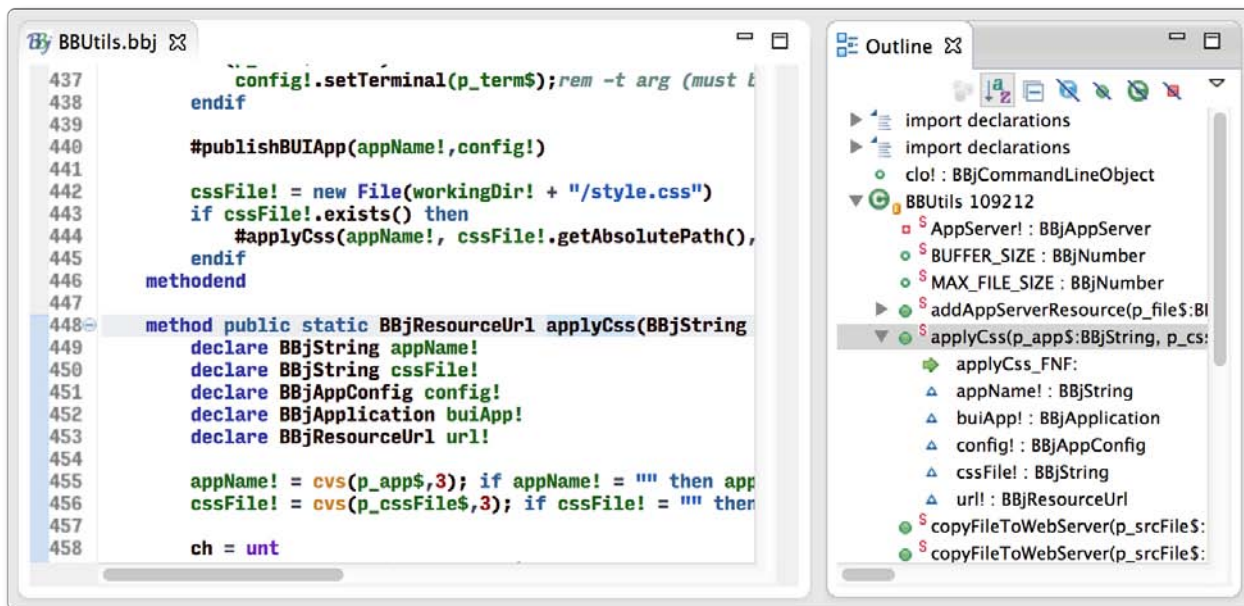 BBj BBUtils.bbj
437 config!.setTerminal(p_term$);rem -t arg (must b
438 endif
439
440 #publishBUIApp(appName!,config!)
441
442 cssFile! = new File(workingDir! + "/style.css")
443 if cssFile!.exists() then
444 #applyCss(appName!, cssFile!.getAbsolutePath(),
445 endif
446 methodend
447
448 method public static BBjResourceUrl applyCss(BBjString
449 declare BBjString appName!
450 declare BBjString cssFile!
451 declare BBjAppConfig config!
452 declare BBjApplication buiApp!
453 declare BBjResourceUrl url!
454
455 appName! = cvs(p_app$,3); if appName! = "" then app
456 cssFile! = cvs(p_cssFile$,3); if cssFile! = "" then
457
458 ch = unt
Outline
import declarations
import declarations
clo! : BBjCommandLineObject
BBUtils 109212
S AppServer! : BBjAppServer
S BUFFER_SIZE : BBjNumber
S MAX_FILE_SIZE : BBjNumber
S addAppServerResource(p_file$:B
S applyCss(p_app$:BBjString, p_css
applyCss_FNF:
appName! : BBjString
buiApp! : BBjApplication
config! : BBjAppConfig
cssFile! : BBjString
url! : BBjResourceUrl
S copyFileToWebServer(p_srcFile$:
S copyFileToWebServer(p_srcFile$: